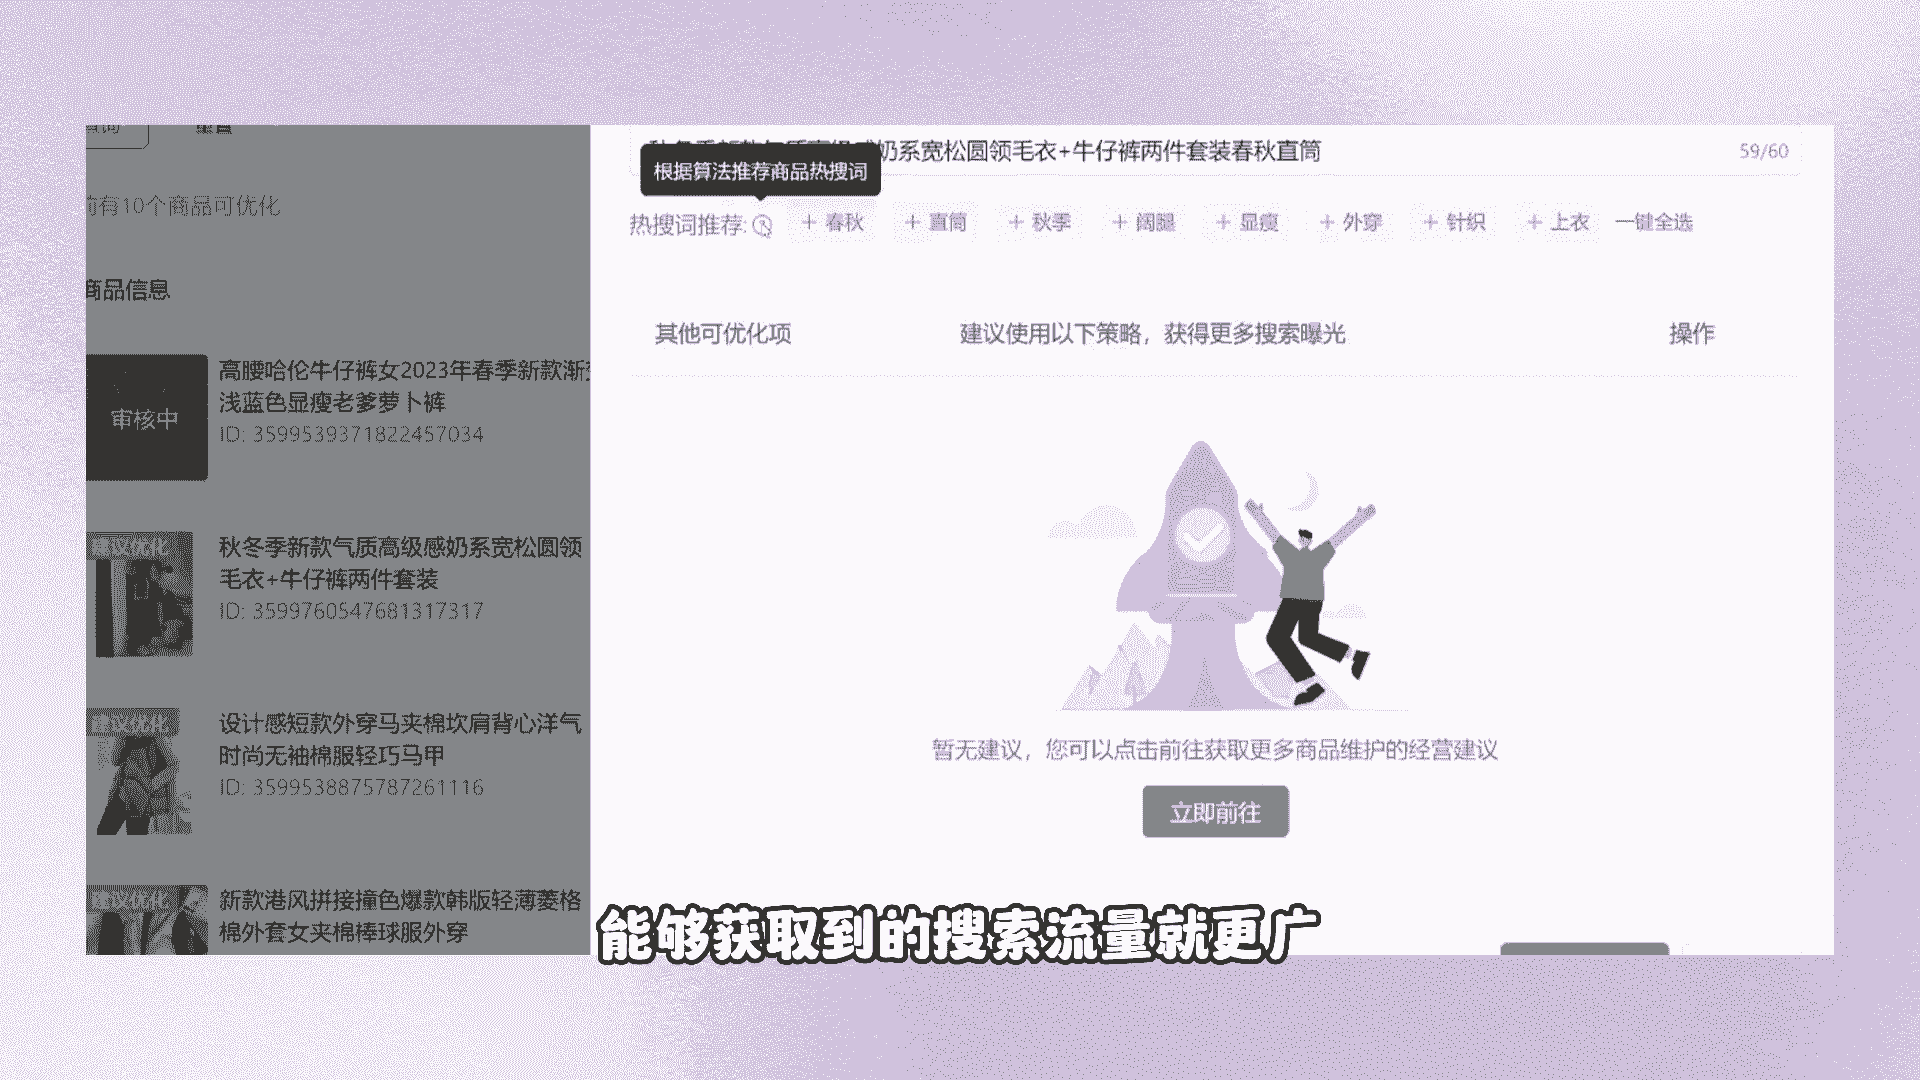 重置
前有10个商品可优化
商品信息
审核中
高腰哈伦牛仔裤女2023年春季新款渐
浅蓝色显瘦老爹萝卜裤
ID: 3599539371822457034
建议优化
秋冬季新款气质高级感奶系宽松圆领
毛衣+牛仔裤两件套装
ID: 3599760547681317317
建议优化
设计感短款外穿马夹棉坎肩背心洋气
时尚无袖棉服轻巧马甲
ID: 3599538875787261116
建议优化
新款港风拼接撞色爆款韩版轻薄菱格
棉外套女夹棉棒球服外穿
奶系宽松圆领毛衣+牛仔裤两件套装春秋直筒
59/60
根据算法推荐商品热搜词
热搜词推荐: + 春秋 + 直筒 + 秋季 + 阔腿 + 显瘦 + 外穿 + 针织 + 上衣 一键全选
其他可优化项 建议使用以下策略，获得更多搜索曝光 操作
暂无建议，您可以点击前往获取更多商品维护的经营建议
立即前往
能够获取到的搜索流量就更广